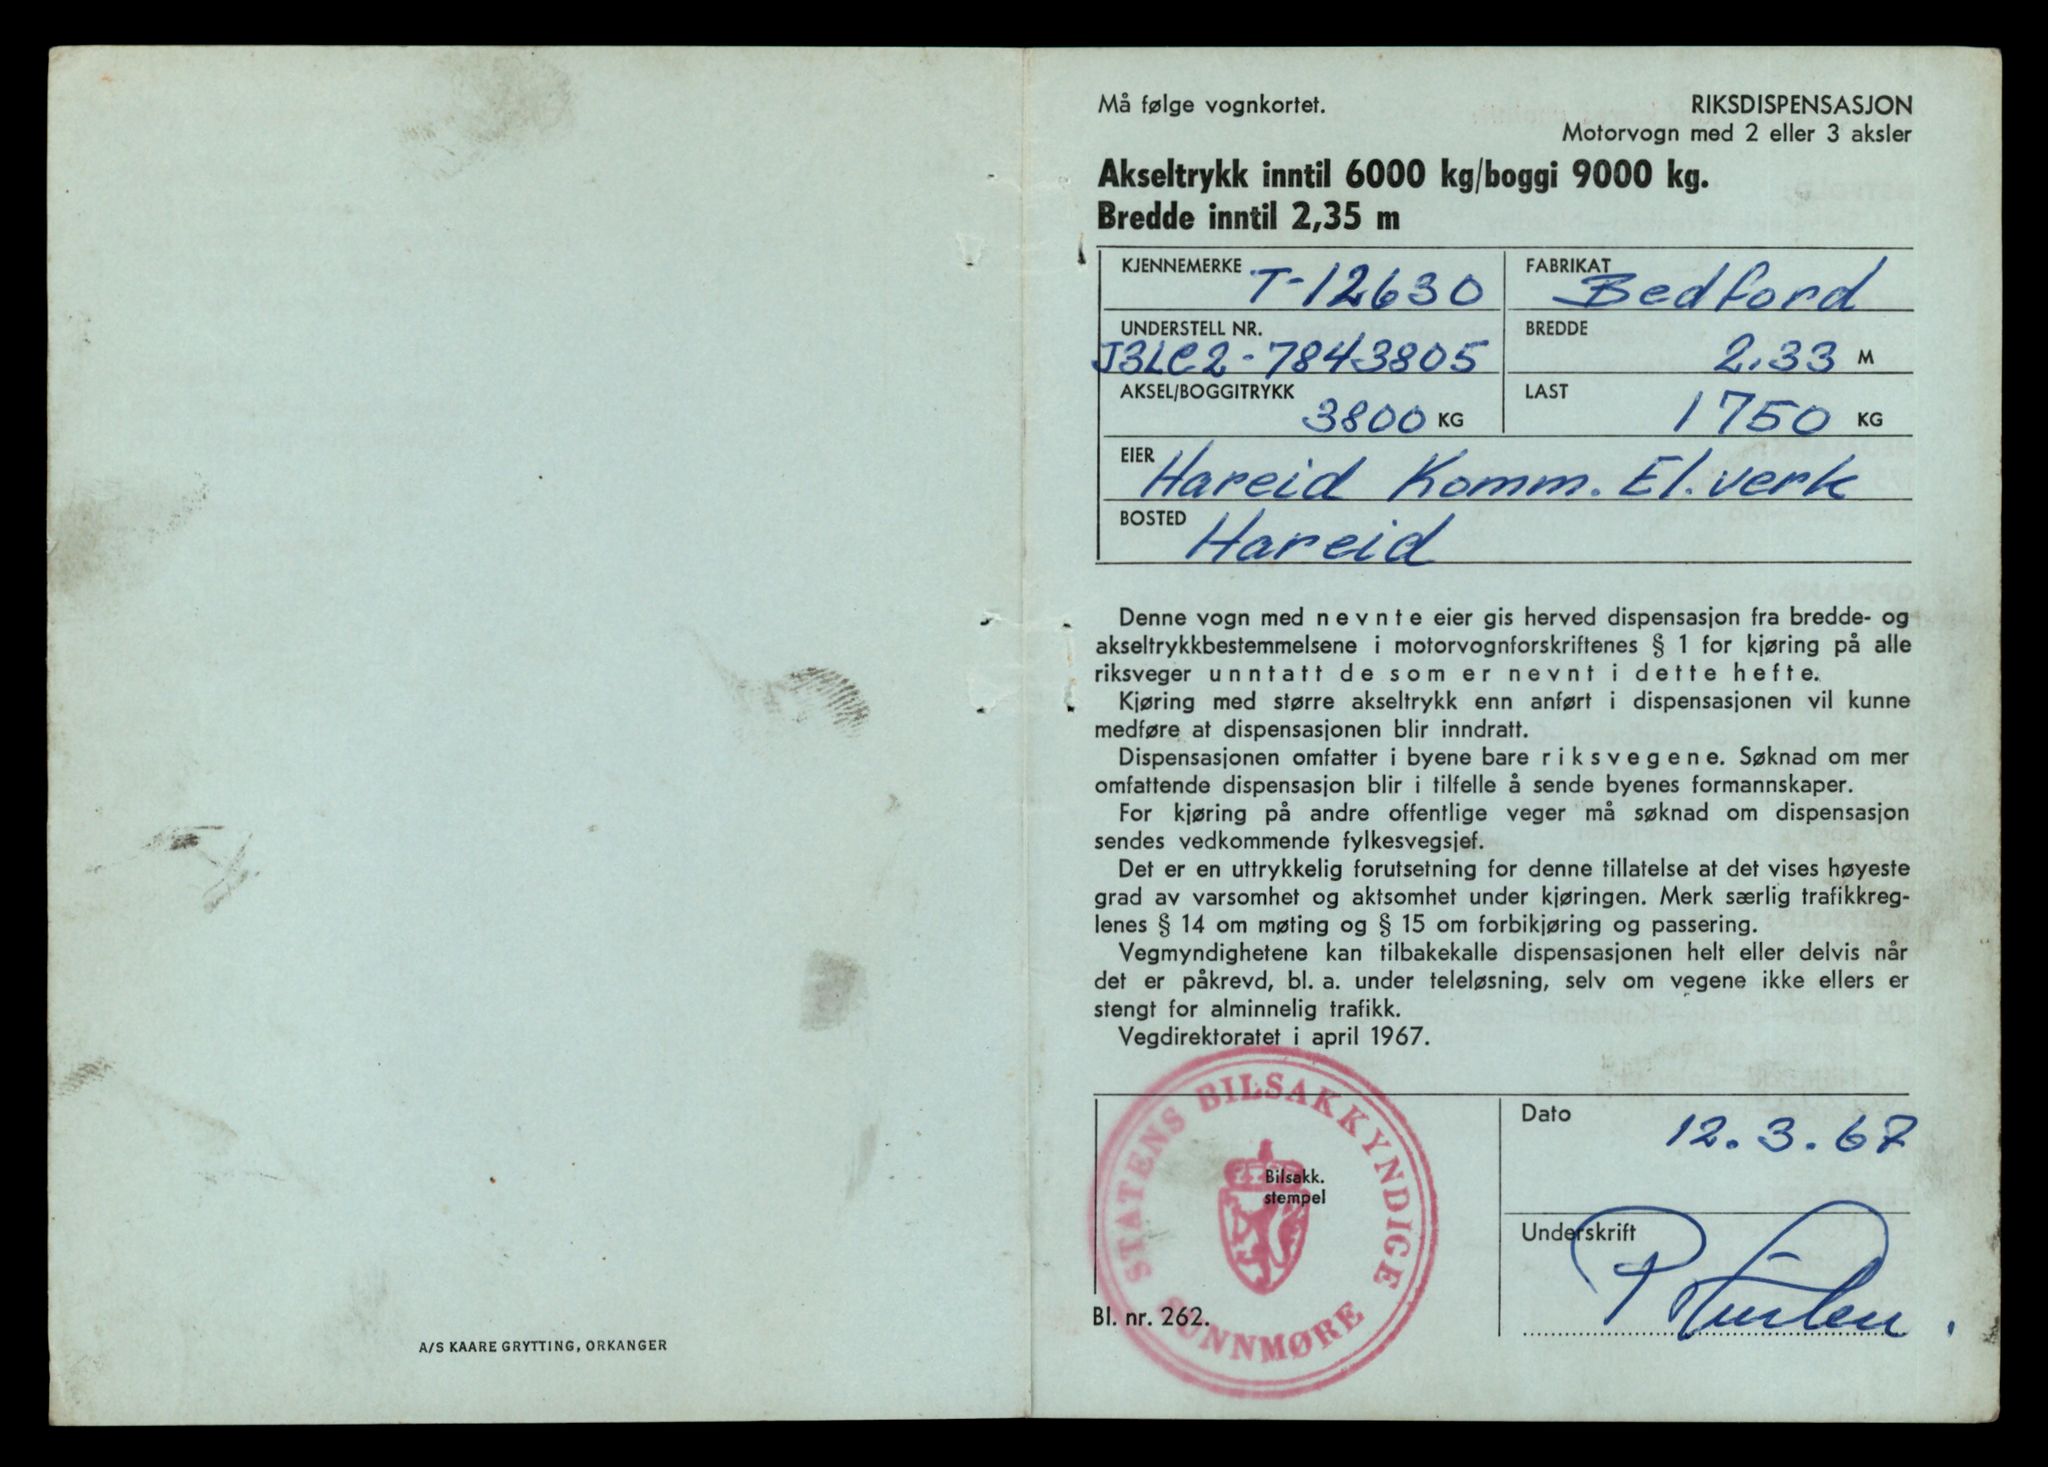 A/S KAARE GRYTTING, ORKANGER
Må følge vognkortet.
RIKSDISPENSASJON
Motorvogn med 2 eller 3 aksler
Akseltrykk inntil 6000 kg/boggi 9000 kg.
Bredde inntil 2,35 m
KJENNEMERKE T-12630
FABRIKAT Bedford
UNDERSTELL NR. J3LC2-7843805
BREDDE 2.33 M
AKSEL/BOGGITRYKK 3800 KG
LAST 1750 KG
EIER Hareid Komm. El.verk
BOSTED Hareid
Denne vogn med nevnte eier gis herved dispensasjon fra bredde- og
akseltrykkbestemmelsene i motorvognforskriftenes § 1 for kjøring på alle
riksveger unntatt de som er nevnt i dette hefte.
Kjøring med større akseltrykk enn anført i dispensasjonen vil kunne
medføre at dispensasjonen blir inndratt.
Dispensasjonen omfatter i byene bare riksvegene. Søknad om mer
omfattende dispensasjon blir i tilfelle å sende byenes formannskaper.
For kjøring på andre offentlige veger må søknad om dispensasjon
sendes vedkommende fylkesvegsjef.
Det er en uttrykkelig forutsetning for denne tillatelse at det vises høyeste
grad av varsomhet og aktsomhet under kjøringen. Merk særlig trafikkreg-
lenes § 14 om møting og § 15 om forbikjøring og passering.
Vegmyndighetene kan tilbakekalle dispensasjonen helt eller delvis når
det er påkrevd, bl. a. under teleløsning, selv om vegene ikke ellers er
stengt for alminnelig trafikk.
Vegdirektoratet i april 1967.
STATENS BILSAKKYNDIGE
SUNNMØRE
Bilsakk.
stempel
Dato 12.3.67
Underskrift
Bl. nr. 262.